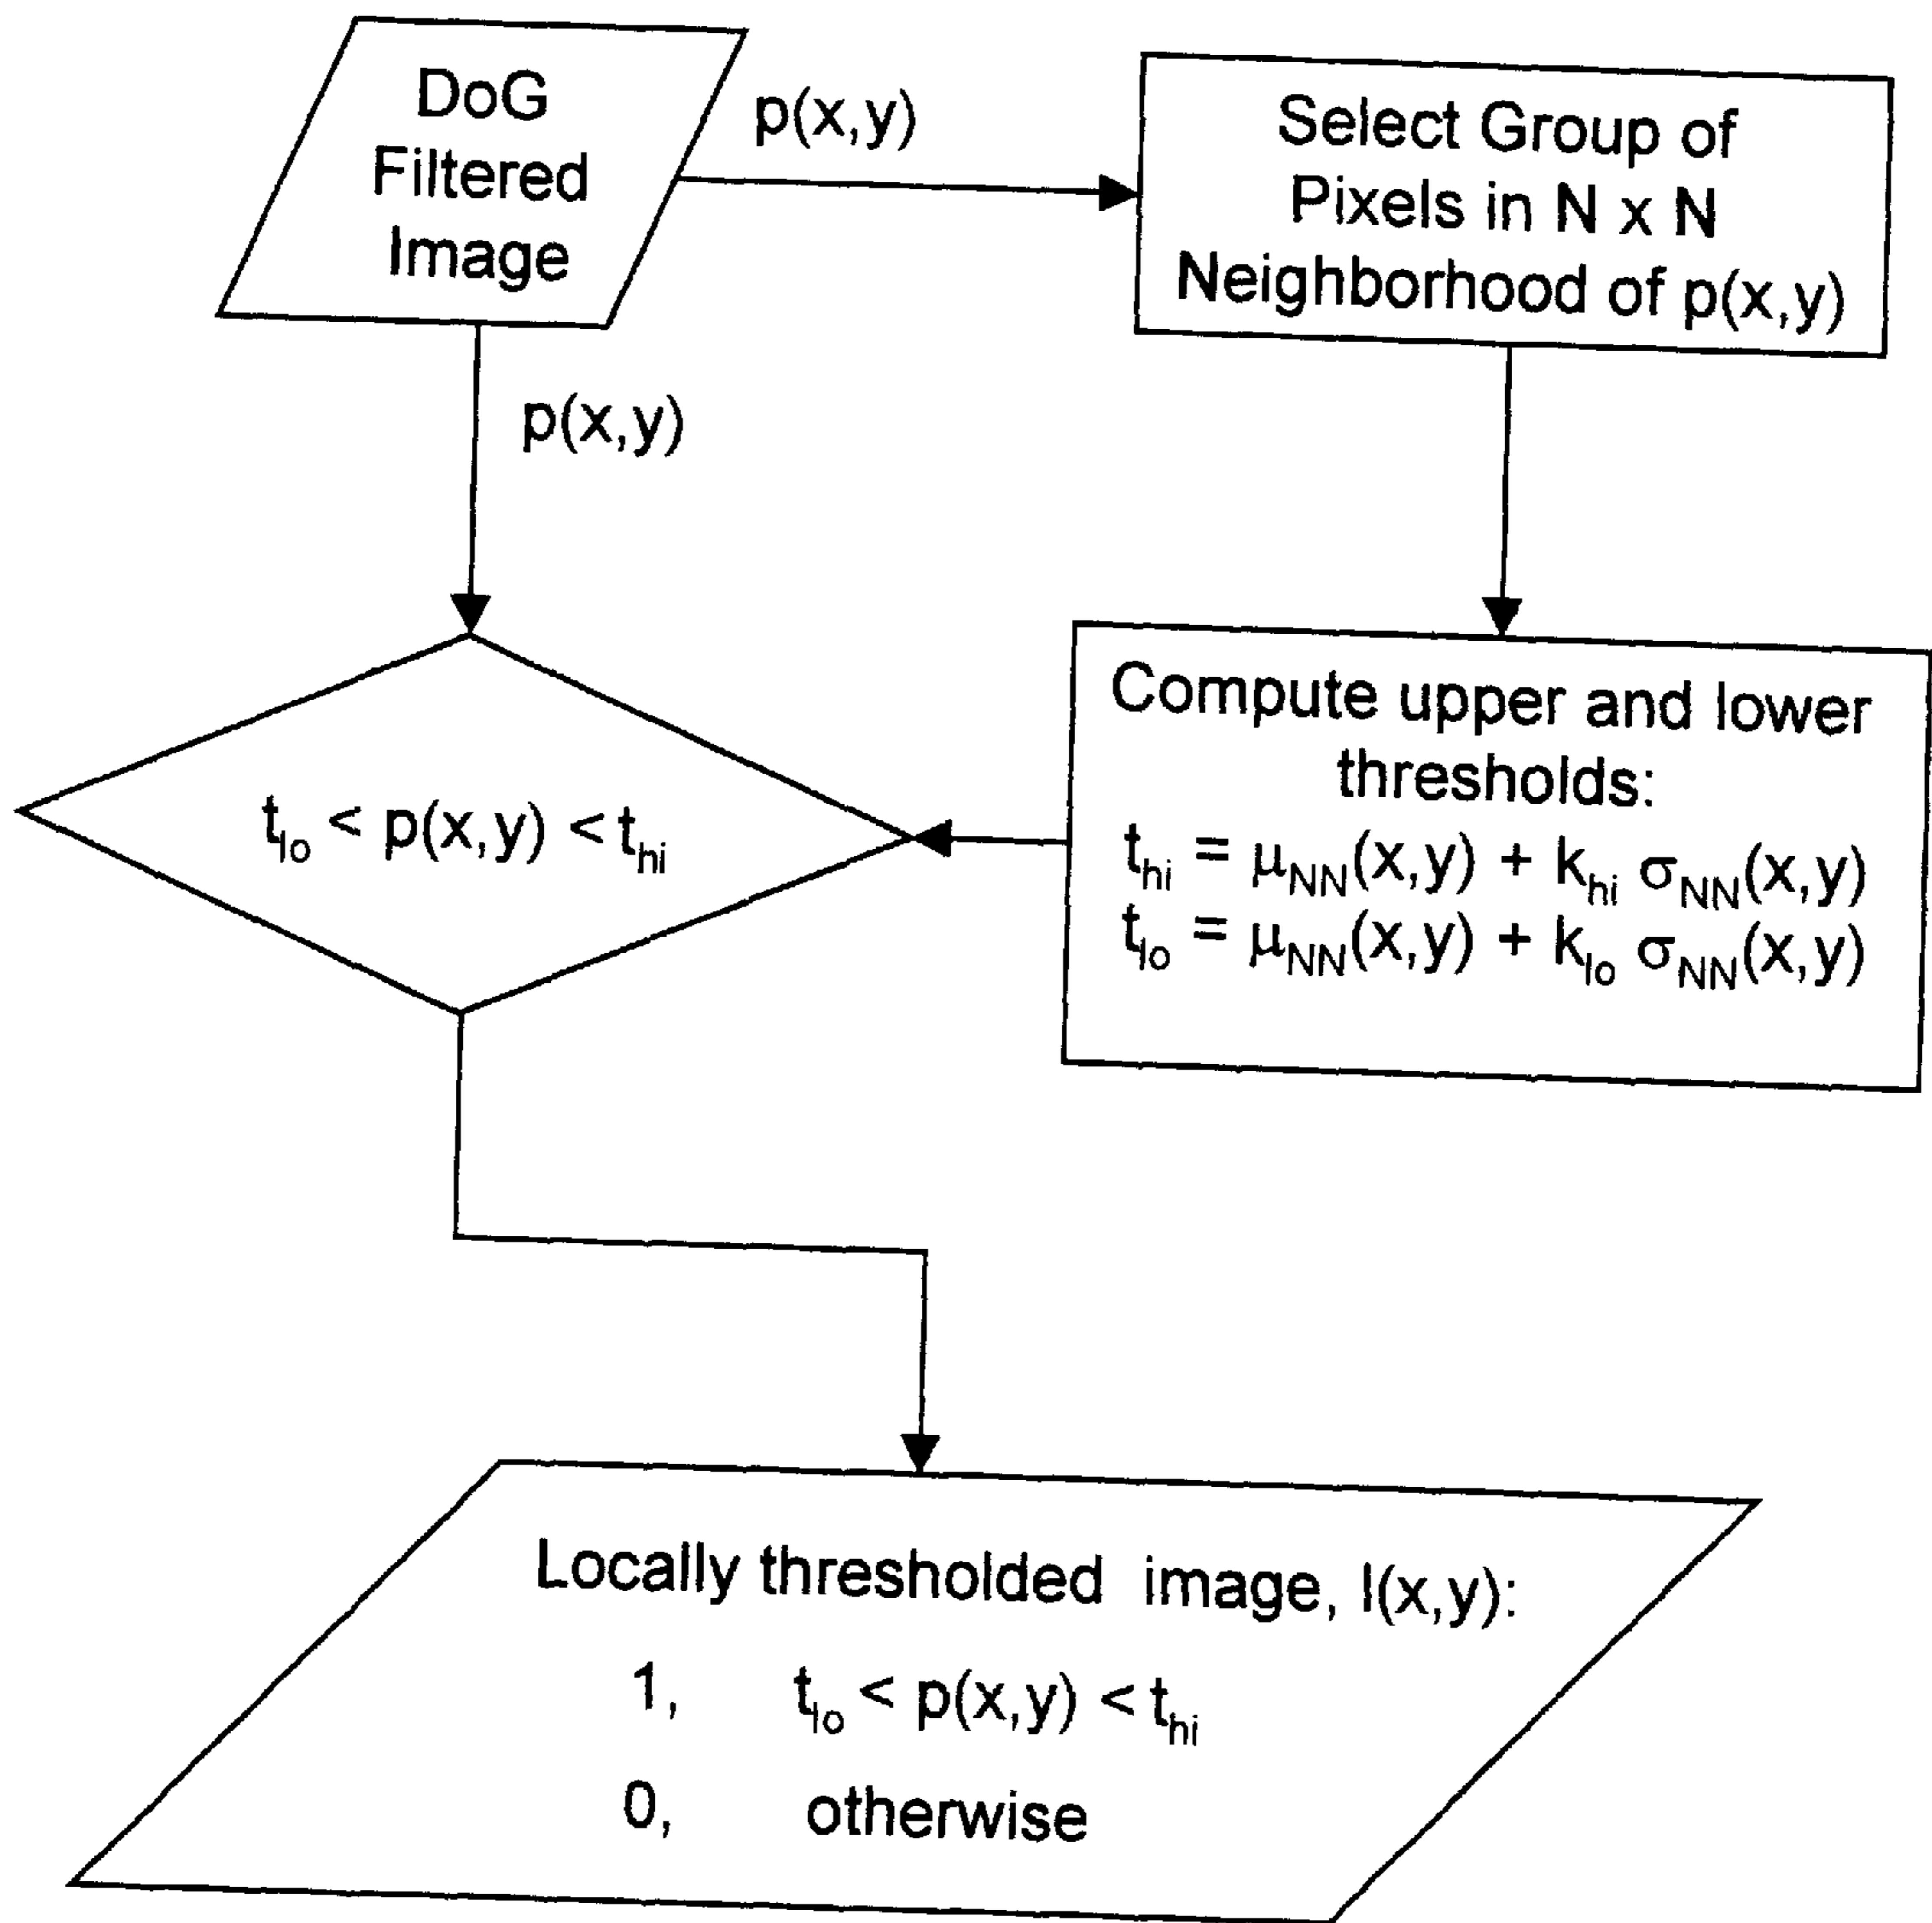 DoG
Filtered
Image
p(x,y)
Select Group of
Pixels in N x N
Neighborhood of p(x,y)
p(x,y)
t_lo < p(x,y) < t_hi
Compute upper and lower
thresholds:
t_hi = μ_NN(x,y) + k_hi σ_NN(x,y)
t_lo = μ_NN(x,y) + k_lo σ_NN(x,y)
Locally thresholded image, I(x,y):
1, t_lo < p(x,y) < t_hi
0, otherwise